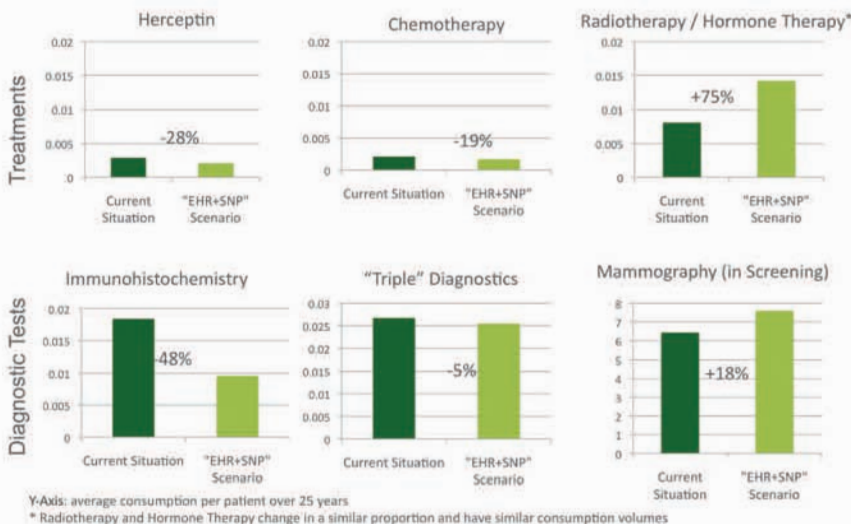 Treatments
Herceptin
0.02
0.015
0.01
0.005
0
-28%
Current Situation
"EHR+SNP" Scenario
Chemotherapy
0.02
0.015
0.01
0.005
0
-19%
Current Situation
"EHR+SNP" Scenario
Radiotherapy / Hormone Therapy*
0.02
0.015
0.01
0.005
0
+75%
Current Situation
"EHR+SNP" Scenario
Diagnostic Tests
Immunohistochemistry
0.02
0.015
0.01
0.005
0
-48%
Current Situation
"EHR+SNP" Scenario
"Triple" Diagnostics
0.03
0.025
0.02
0.015
0.01
0.005
0
-5%
Current Situation
"EHR+SNP" Scenario
Mammography (in Screening)
8
7
6
5
4
3
2
1
0
+18%
Current Situation
"EHR+SNP" Scenario
Y-Axis: average consumption per patient over 25 years
* Radiotherapy and Hormone Therapy change in a similar proportion and have similar consumption volumes